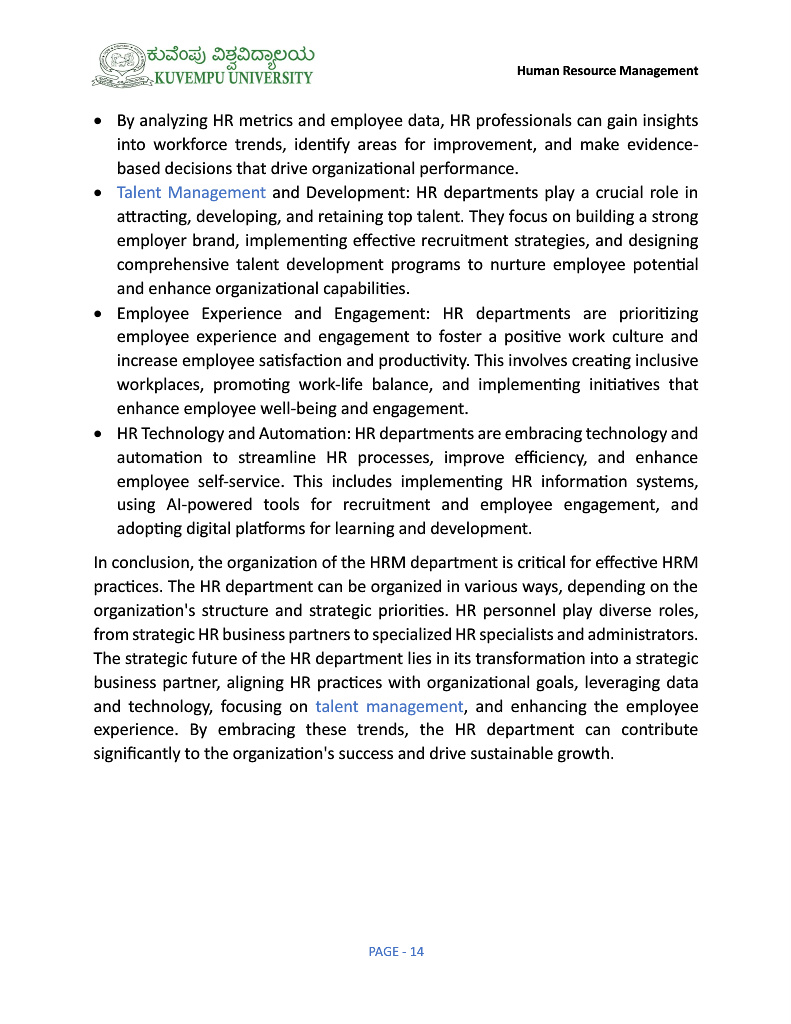 ಕುವೆಂಪು ವಿಶ್ವವಿದ್ಯಾಲಯ
KUVEMPU UNIVERSITY
Human Resource Management
• By analyzing HR metrics and employee data, HR professionals can gain insights
into workforce trends, identify areas for improvement, and make evidence-
based decisions that drive organizational performance.
• Talent Management and Development: HR departments play a crucial role in
attracting, developing, and retaining top talent. They focus on building a strong
employer brand, implementing effective recruitment strategies, and designing
comprehensive talent development programs to nurture employee potential
and enhance organizational capabilities.
• Employee Experience and Engagement: HR departments are prioritizing
employee experience and engagement to foster a positive work culture and
increase employee satisfaction and productivity. This involves creating inclusive
workplaces, promoting work-life balance, and implementing initiatives that
enhance employee well-being and engagement.
• HR Technology and Automation: HR departments are embracing technology and
automation to streamline HR processes, improve efficiency, and enhance
employee self-service. This includes implementing HR information systems,
using AI-powered tools for recruitment and employee engagement, and
adopting digital platforms for learning and development.
In conclusion, the organization of the HRM department is critical for effective HRM
practices. The HR department can be organized in various ways, depending on the
organization's structure and strategic priorities. HR personnel play diverse roles,
from strategic HR business partners to specialized HR specialists and administrators.
The strategic future of the HR department lies in its transformation into a strategic
business partner, aligning HR practices with organizational goals, leveraging data
and technology, focusing on talent management, and enhancing the employee
experience. By embracing these trends, the HR department can contribute
significantly to the organization's success and drive sustainable growth.
PAGE - 14